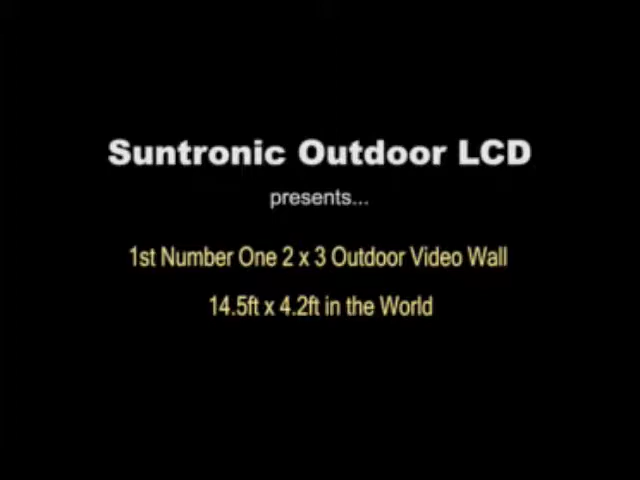 Suntronic Outdoor LCD
presents...
1st Number One 2 x 3 Outdoor Video Wall
14.5ft x 4.2ft in the World